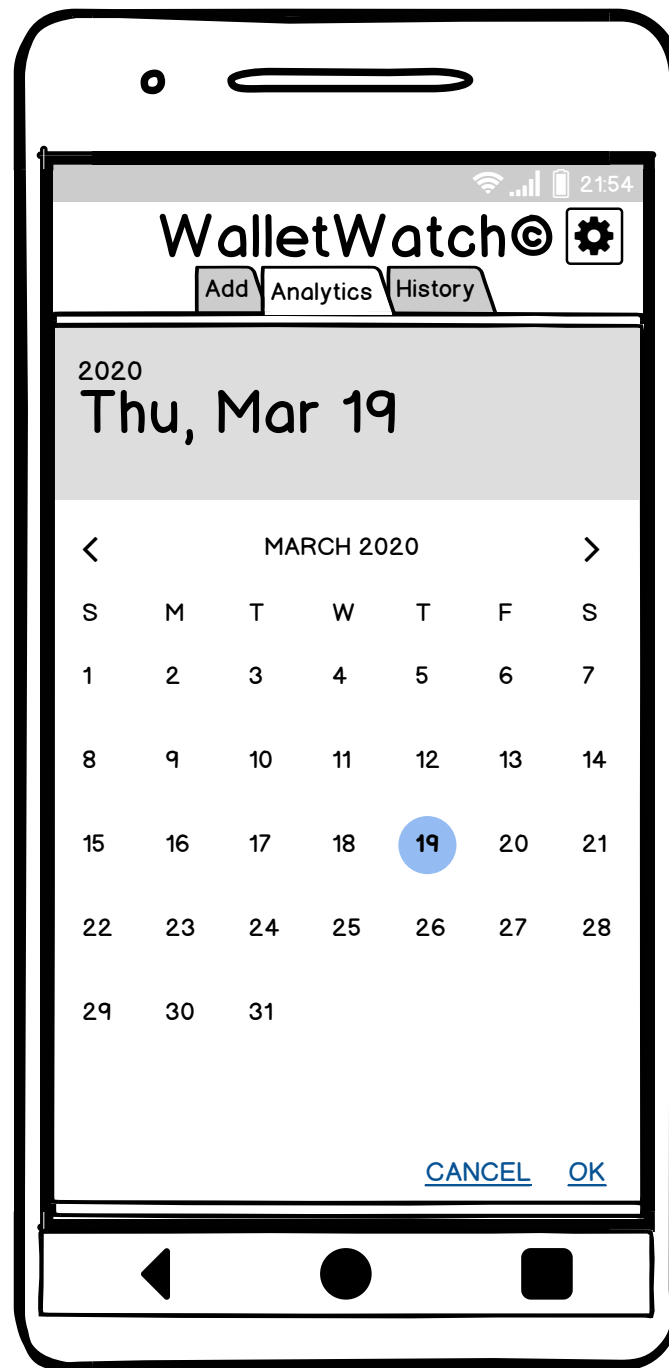 21:54
WalletWatch©
Add Analytics History
2020
Thu, Mar 19
MARCH 2020
S M T W T F S
1 2 3 4 5 6 7
8 9 10 11 12 13 14
15 16 17 18 19 20 21
22 23 24 25 26 27 28
29 30 31
CANCEL OK